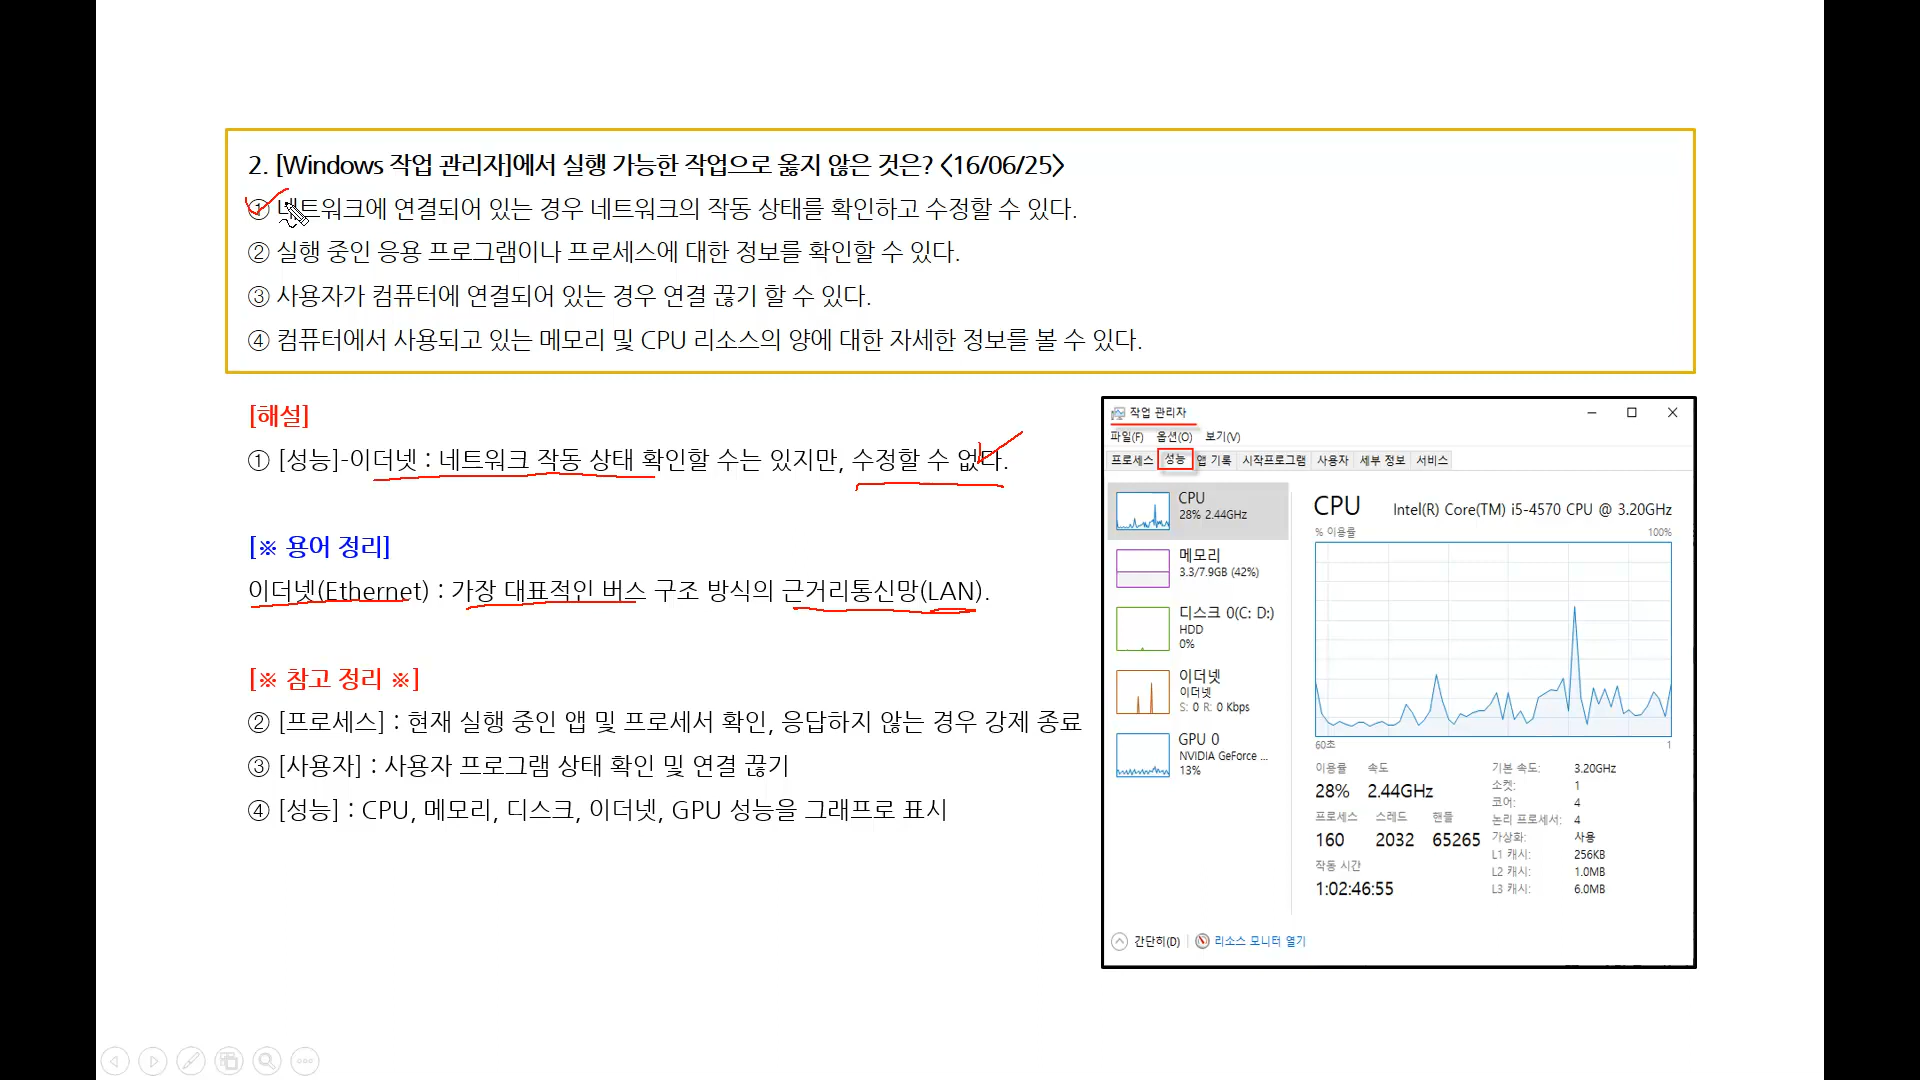 2. [Windows 작업 관리자]에서 실행 가능한 작업으로 옳지 않은 것은? <16/06/25>
① 네트워크에 연결되어 있는 경우 네트워크의 작동 상태를 확인하고 수정할 수 있다.
② 실행 중인 응용 프로그램이나 프로세스에 대한 정보를 확인할 수 있다.
③ 사용자가 컴퓨터에 연결되어 있는 경우 연결 끊기 할 수 있다.
④ 컴퓨터에서 사용되고 있는 메모리 및 CPU 리소스의 양에 대한 자세한 정보를 볼 수 있다.
[해설]
① [성능]-이더넷 : 네트워크 작동 상태 확인할 수는 있지만, 수정할 수 없다.
[※ 용어 정리]
이더넷(Ethernet) : 가장 대표적인 버스 구조 방식의 근거리통신망(LAN).
[※ 참고 정리 ※]
② [프로세스] : 현재 실행 중인 앱 및 프로세서 확인, 응답하지 않는 경우 강제 종료
③ [사용자] : 사용자 프로그램 상태 확인 및 연결 끊기
④ [성능] : CPU, 메모리, 디스크, 이더넷, GPU 성능을 그래프로 표시
작업 관리자
파일(F) 옵션(O) 보기(V)
프로세스 성능 앱 기록 시작프로그램 사용자 세부 정보 서비스
CPU
28% 2.44GHz
메모리
3.3/7.9GB (42%)
디스크 0(C: D:)
HDD
0%
이더넷
이더넷
S: 0 R: 0 Kbps
GPU 0
NVIDIA GeForce ...
13%
CPU Intel(R) Core(TM) i5-4570 CPU @ 3.20GHz
% 이용률 100%
60초 1
이용률 속도
28% 2.44GHz
프로세스 스레드 핸들
160 2032 65265
작동 시간
1:02:46:55
기본 속도: 3.20GHz
소켓: 1
코어: 4
논리 프로세서: 4
가상화: 사용
L1 캐시: 256KB
L2 캐시: 1.0MB
L3 캐시: 6.0MB
간단히(D) 리소스 모니터 열기